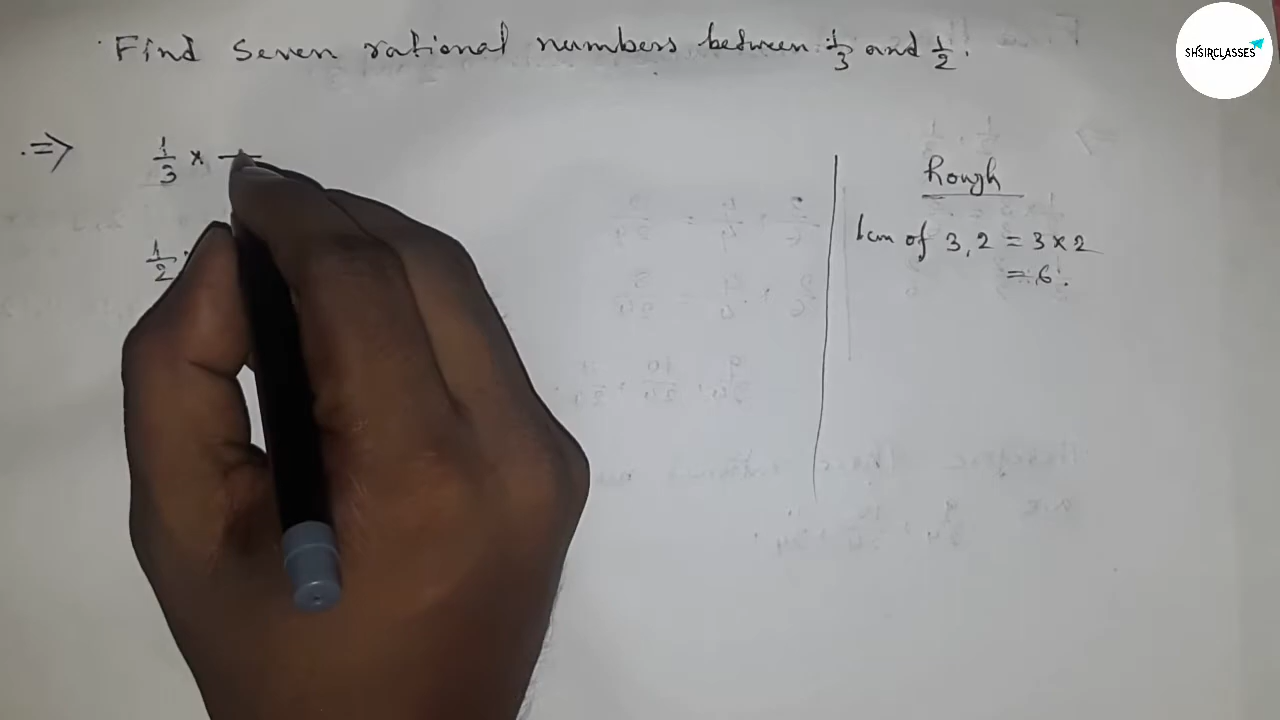 Find seven rational numbers between 1/3 and 1/2.
SHSIRCLASSES
=> 1/3 ×
1/2
Rough
lcm of 3, 2 = 3 × 2
= 6.